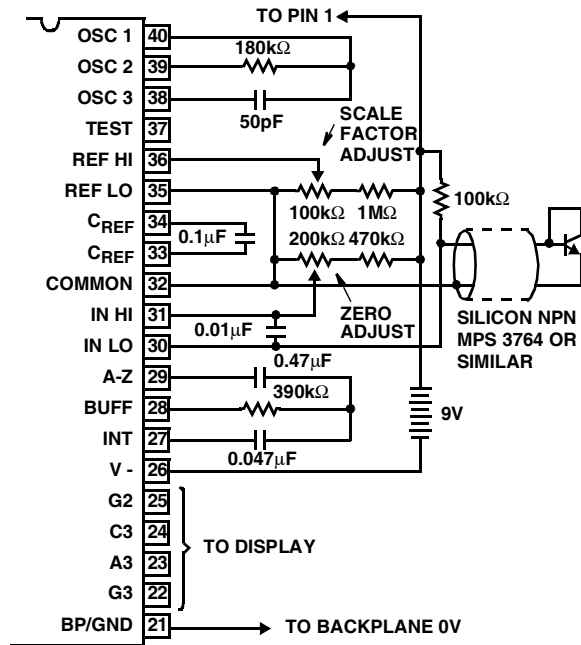 TO PIN 1
OSC 1 40
180kΩ
OSC 2 39
OSC 3 38
50pF
TEST 37
SCALE
FACTOR
ADJUST
REF HI 36
REF LO 35
100kΩ 1MΩ
100kΩ
CREF 34
0.1μF
200kΩ 470kΩ
CREF 33
COMMON 32
ZERO
ADJUST
IN HI 31
0.01μF
IN LO 30
SILICON NPN
MPS 3764 OR
SIMILAR
0.47μF
A-Z 29
390kΩ
BUFF 28
9V
INT 27
0.047μF
V - 26
G2 25
C3 24
TO DISPLAY
A3 23
G3 22
BP/GND 21
TO BACKPLANE 0V